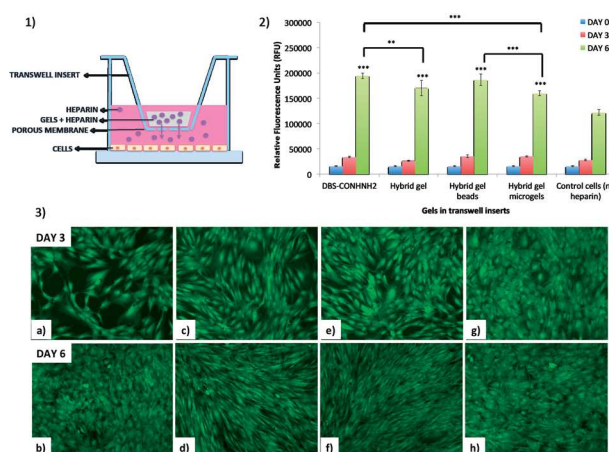 1)
TRANSWELL INSERT
HEPARIN
GELS + HEPARIN
POROUS MEMBRANE
CELLS
2)
Relative Fluorescence Units (RFU)
300000
250000
200000
150000
100000
50000
0
***
**
***
***
***
***
***
DAY 0
DAY 3
DAY 6
DBS-CONHNH2
Hybrid gel
Hybrid gel
beads
Hybrid gel
microgels
Control cells (n
heparin)
Gels in transwell inserts
3)
DAY 3
a)
c)
e)
g)
DAY 6
b)
d)
f)
h)